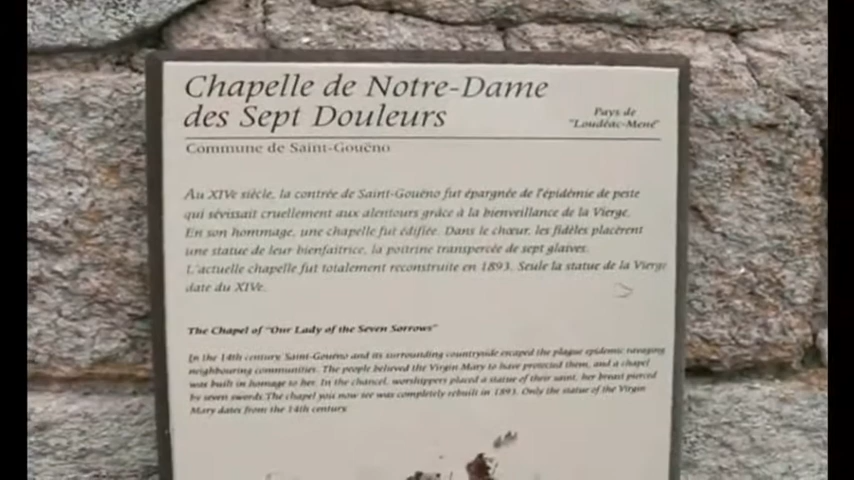 Chapelle de Notre-Dame
des Sept Douleurs
Pays de
"Loudéac-Mené"
Commune de Saint-Gouéno
Au XIVe siècle, la contrée de Saint-Gouéno fut épargnée de l'épidémie de peste
qui sévissait cruellement aux alentours grâce à la bienveillance de la Vierge.
En son hommage, une chapelle fut édifiée. Dans le chœur, les fidèles placèrent
une statue de leur bienfaitrice, la poitrine transpercée de sept glaives.
L'actuelle chapelle fut totalement reconstruite en 1893. Seule la statue de la Vierge
date du XIVe.
The Chapel of "Our Lady of the Seven Sorrows"
In the 14th century, Saint-Gouéno and its surrounding countryside escaped the plague epidemic ravaging
neighbouring communities. The people believed the Virgin Mary to have protected them, and a chapel
was built in homage to her. In the chancel, worshippers placed a statue of their saint, her breast pierced
by seven swords. The chapel you now see was completely rebuilt in 1893. Only the statue of the Virgin
Mary dates from the 14th century.